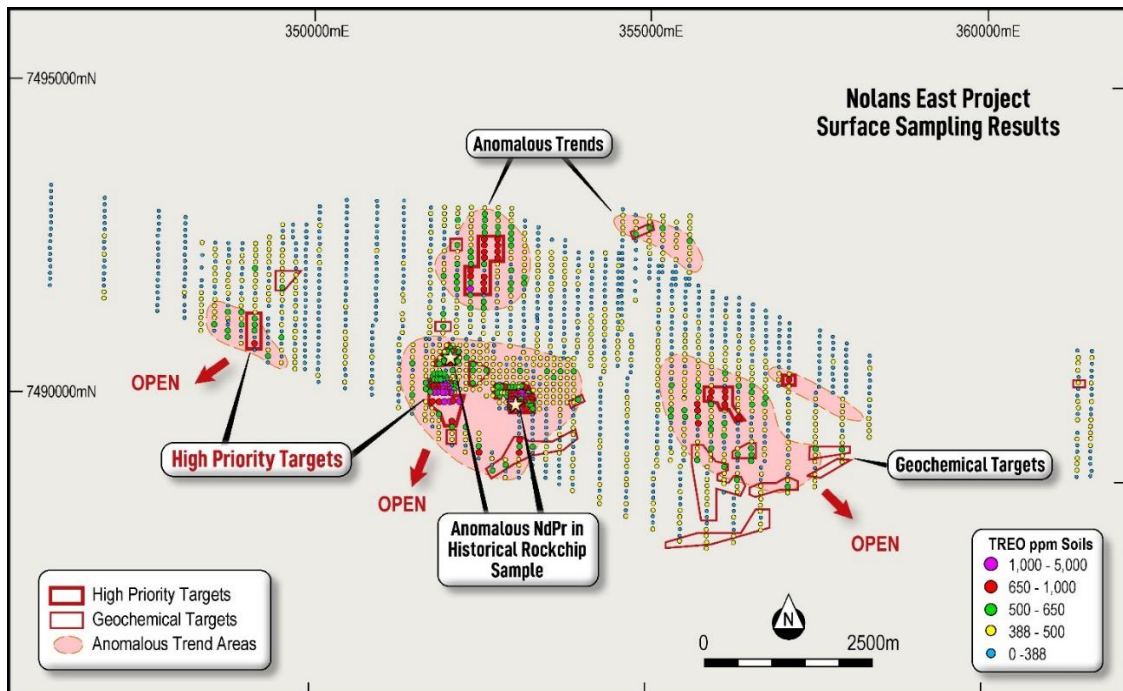 350000mE
355000mE
360000mE
7495000mN
Nolans East Project
Surface Sampling Results
Anomalous Trends
OPEN
7490000mN
High Priority Targets
Geochemical Targets
OPEN
Anomalous NdPr in
Historical Rockchip
Sample
OPEN
High Priority Targets
Geochemical Targets
Anomalous Trend Areas
N
0
2500m
TREO ppm Soils
1,000 - 5,000
650 - 1,000
500 - 650
388 - 500
0 -388